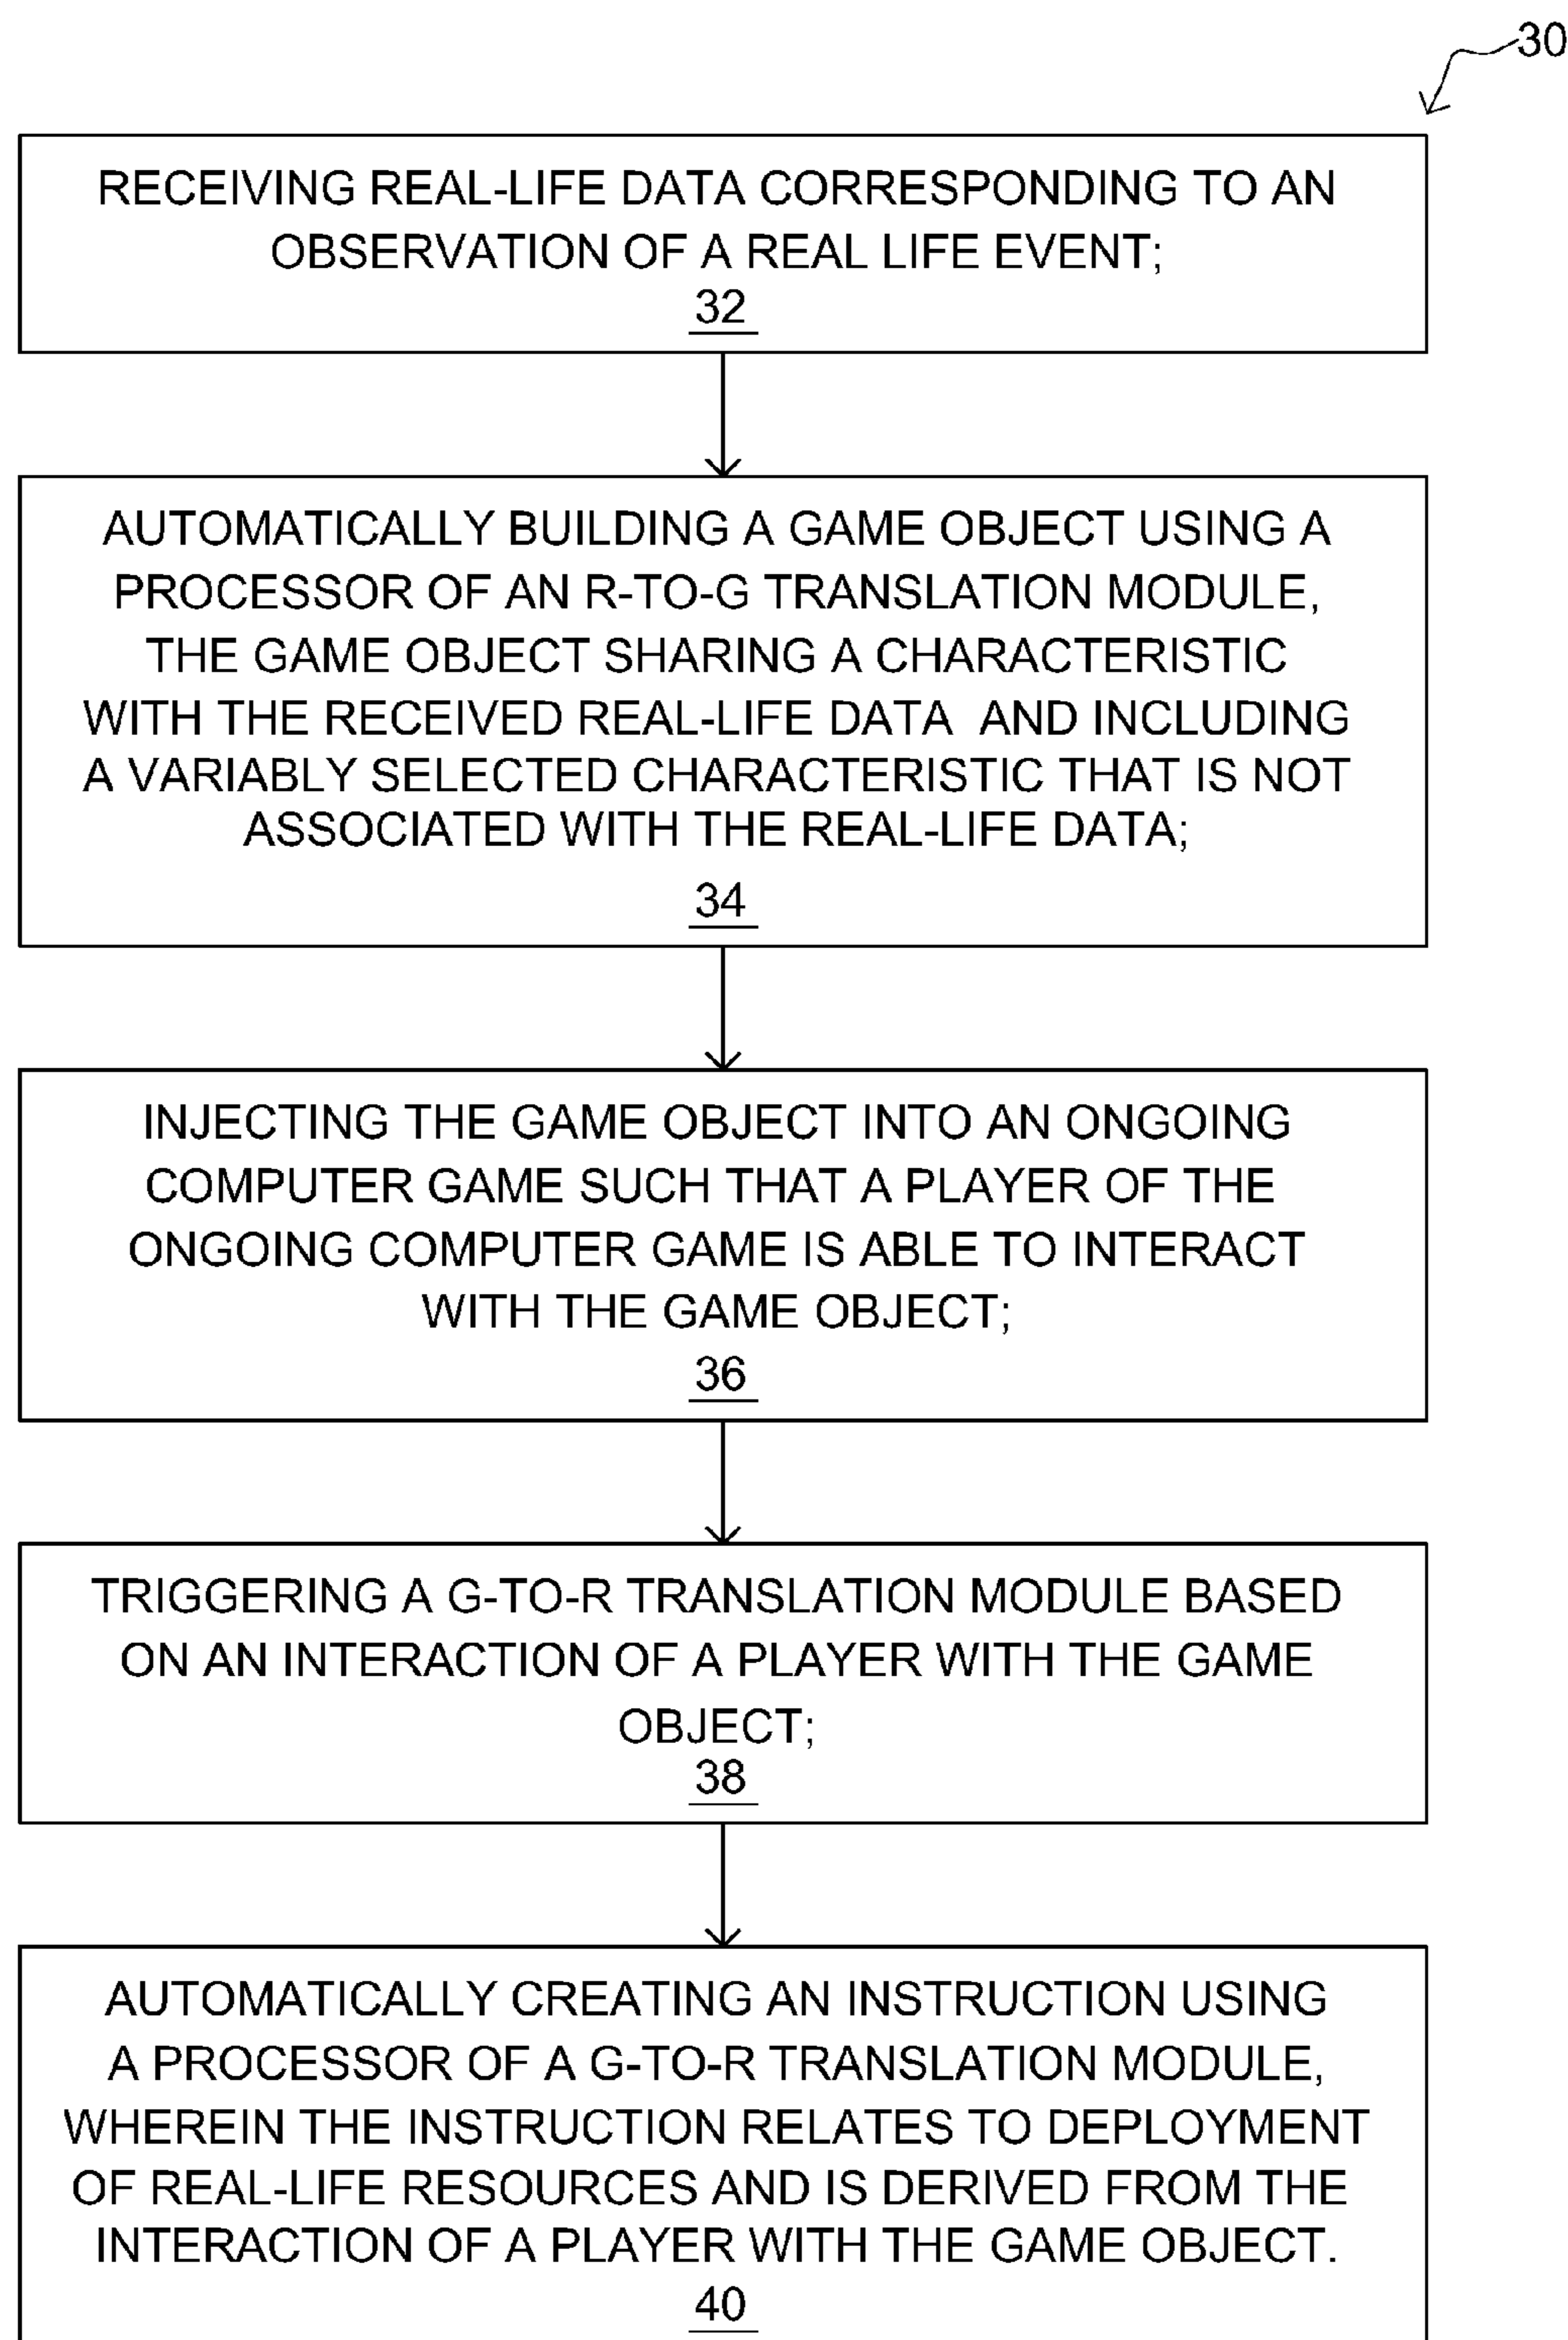 30
RECEIVING REAL-LIFE DATA CORRESPONDING TO AN
OBSERVATION OF A REAL LIFE EVENT;
32
AUTOMATICALLY BUILDING A GAME OBJECT USING A
PROCESSOR OF AN R-TO-G TRANSLATION MODULE,
THE GAME OBJECT SHARING A CHARACTERISTIC
WITH THE RECEIVED REAL-LIFE DATA AND INCLUDING
A VARIABLY SELECTED CHARACTERISTIC THAT IS NOT
ASSOCIATED WITH THE REAL-LIFE DATA;
34
INJECTING THE GAME OBJECT INTO AN ONGOING
COMPUTER GAME SUCH THAT A PLAYER OF THE
ONGOING COMPUTER GAME IS ABLE TO INTERACT
WITH THE GAME OBJECT;
36
TRIGGERING A G-TO-R TRANSLATION MODULE BASED
ON AN INTERACTION OF A PLAYER WITH THE GAME
OBJECT;
38
AUTOMATICALLY CREATING AN INSTRUCTION USING
A PROCESSOR OF A G-TO-R TRANSLATION MODULE,
WHEREIN THE INSTRUCTION RELATES TO DEPLOYMENT
OF REAL-LIFE RESOURCES AND IS DERIVED FROM THE
INTERACTION OF A PLAYER WITH THE GAME OBJECT.
40